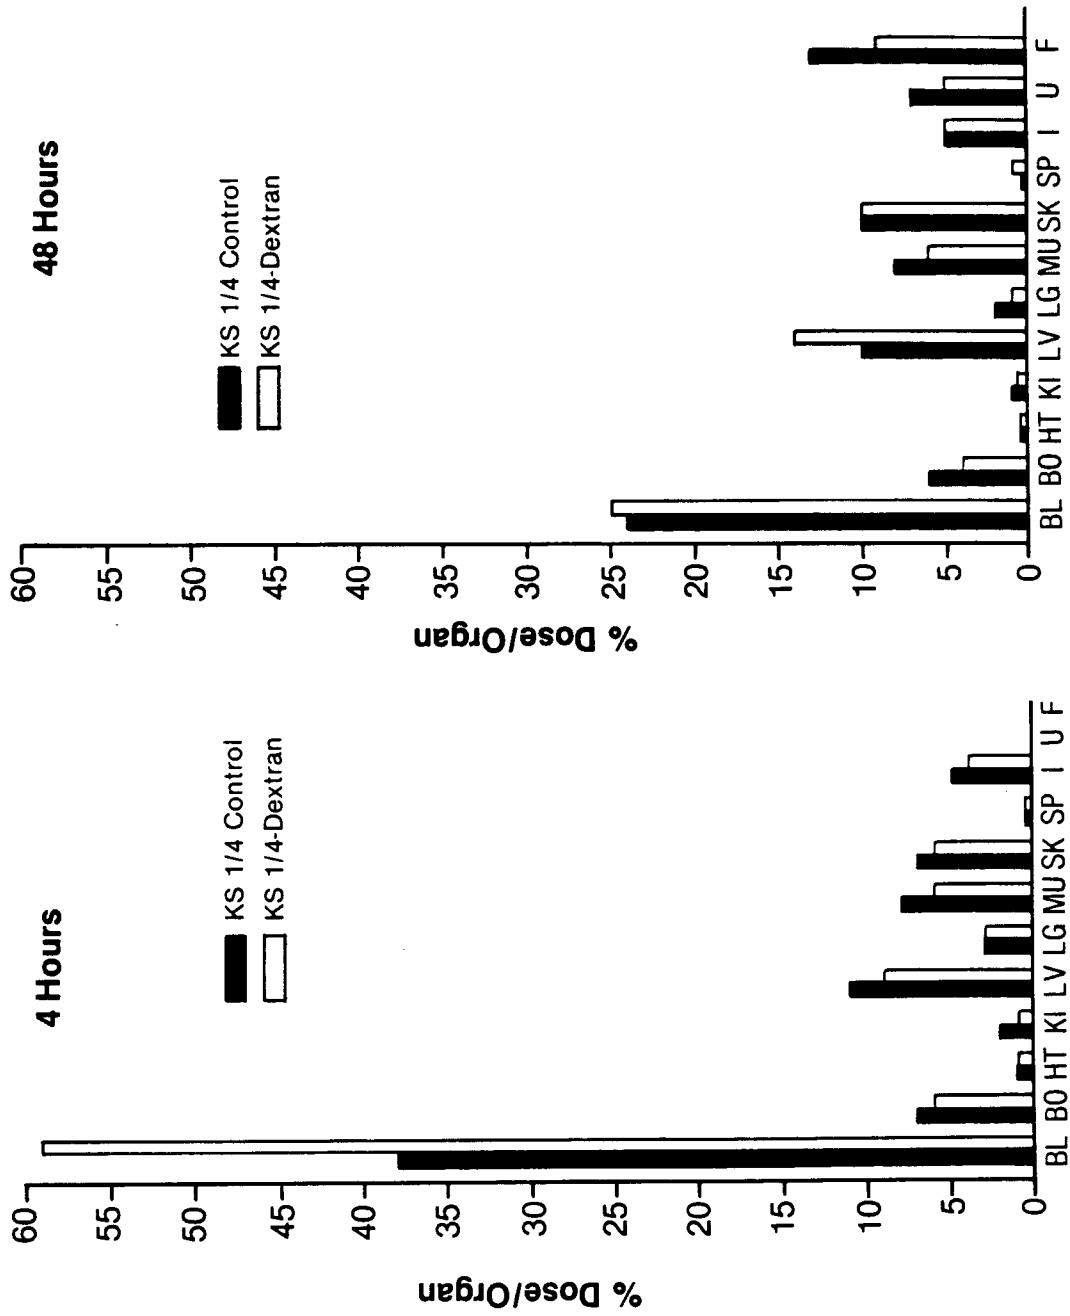 4 Hours
KS 1/4 Control
KS 1/4-Dextran
% Dose/Organ
60
55
50
45
40
35
30
25
20
15
10
5
0
BL BO HT KI LV LG MU SK SP I U F
48 Hours
KS 1/4 Control
KS 1/4-Dextran
% Dose/Organ
60
55
50
45
40
35
30
25
20
15
10
5
0
BL BO HT KI LV LG MU SK SP I U F